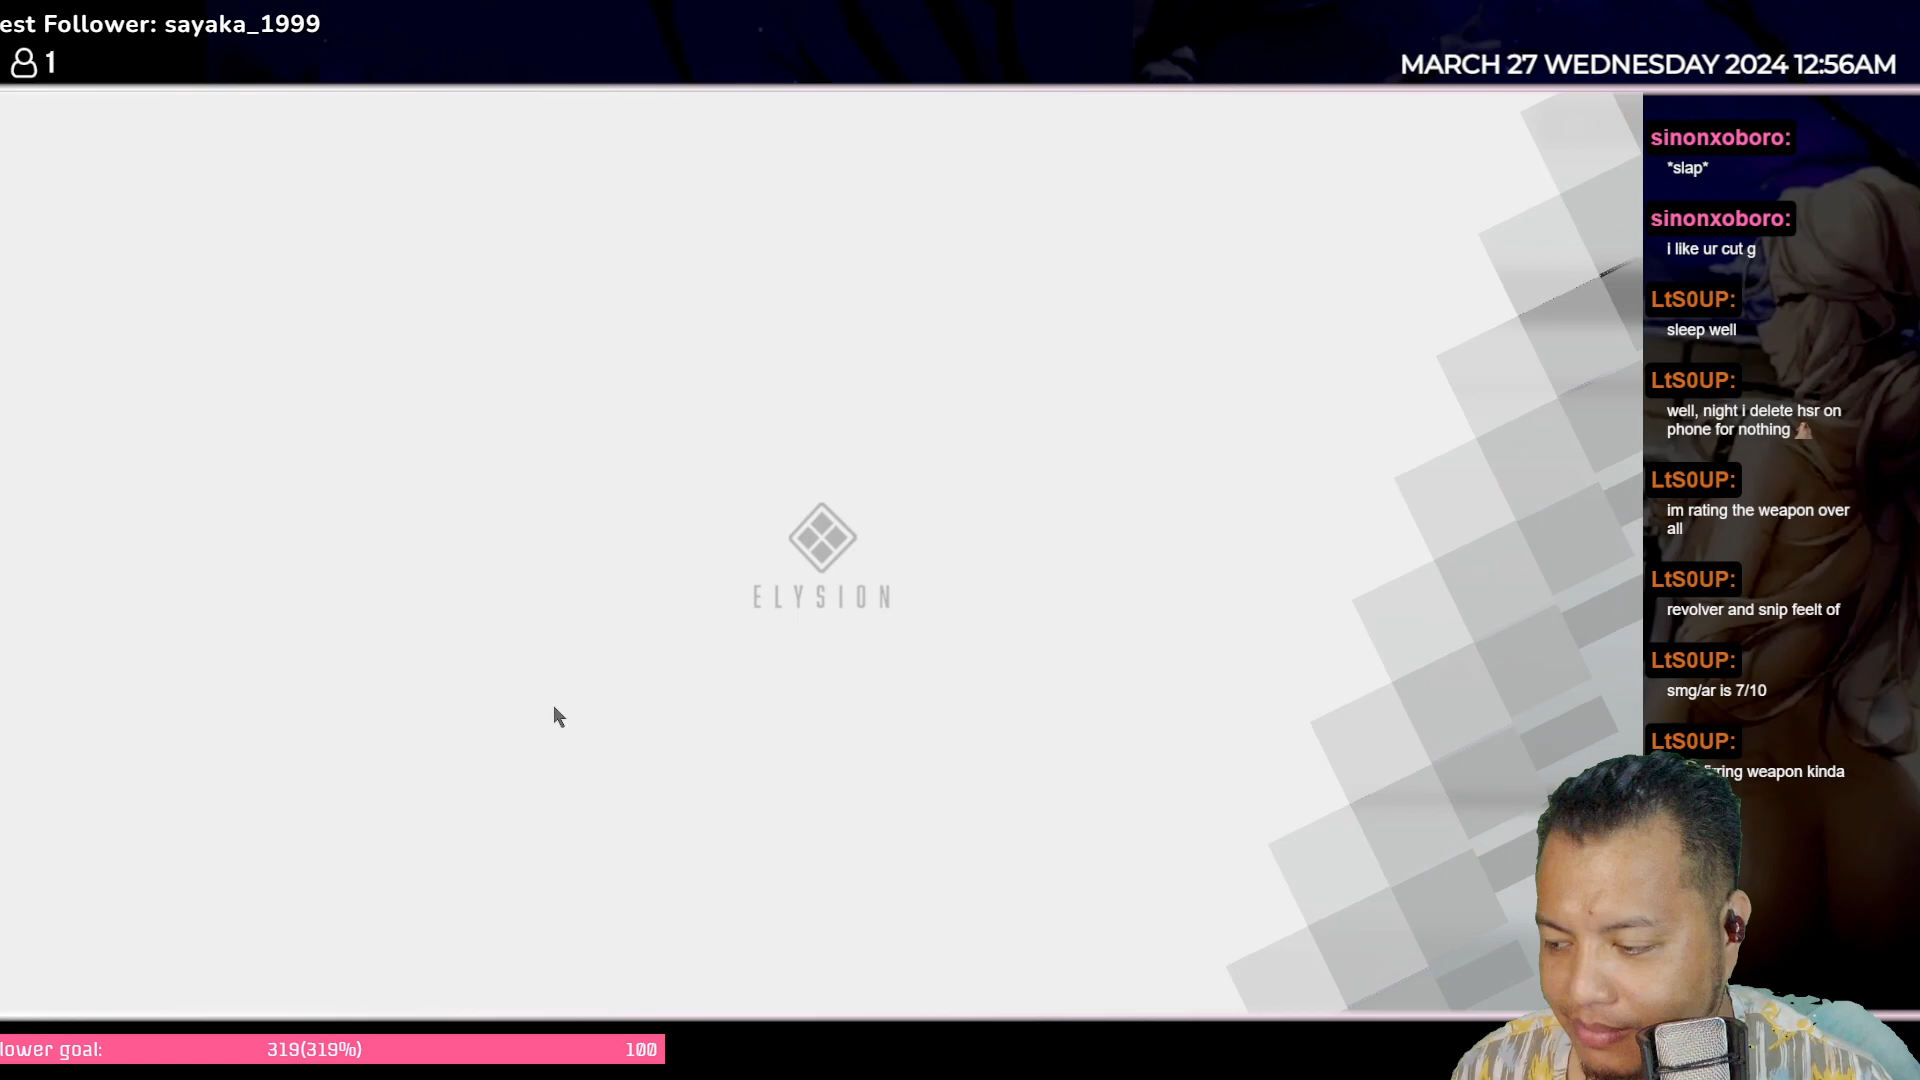 est Follower: sayaka_1999
1
MARCH 27 WEDNESDAY 2024 12:56AM
sinonxoboro:
*slap*
sinonxoboro:
i like ur cut g
LtS0UP:
sleep well
LtS0UP:
well, night i delete hsr on
phone for nothing
LtS0UP:
im rating the weapon over
all
LtS0UP:
revolver and snip feelt of
LtS0UP:
smg/ar is 7/10
LtS0UP:
weapon kinda
ELYSION
lower goal:
319(319%)
100